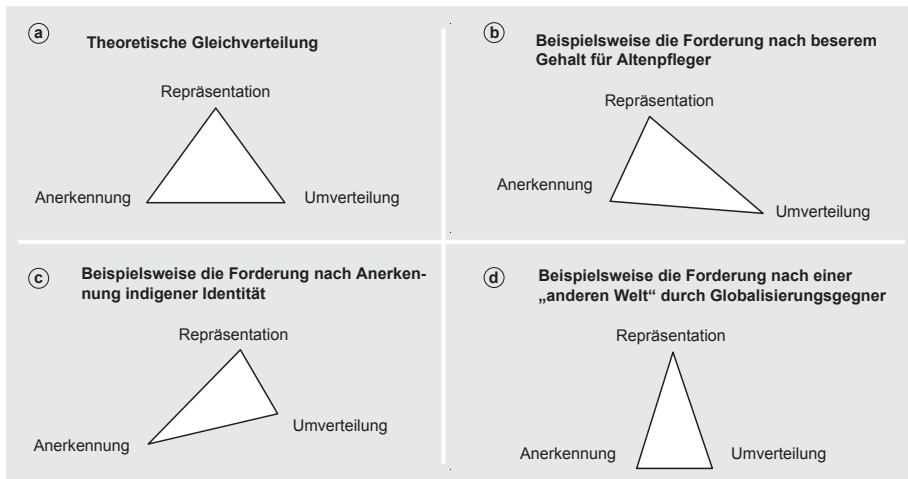 a
Theoretische Gleichverteilung
Repräsentation
Anerkennung
Umverteilung
b
Beispielsweise die Forderung nach beserem
Gehalt für Altenpfleger
Repräsentation
Anerkennung
Umverteilung
c
Beispielsweise die Forderung nach Anerken-
nung indigener Identität
Repräsentation
Umverteilung
Anerkennung
d
Beispielsweise die Forderung nach einer
„anderen Welt“ durch Globalisierungsgegner
Repräsentation
Anerkennung
Umverteilung